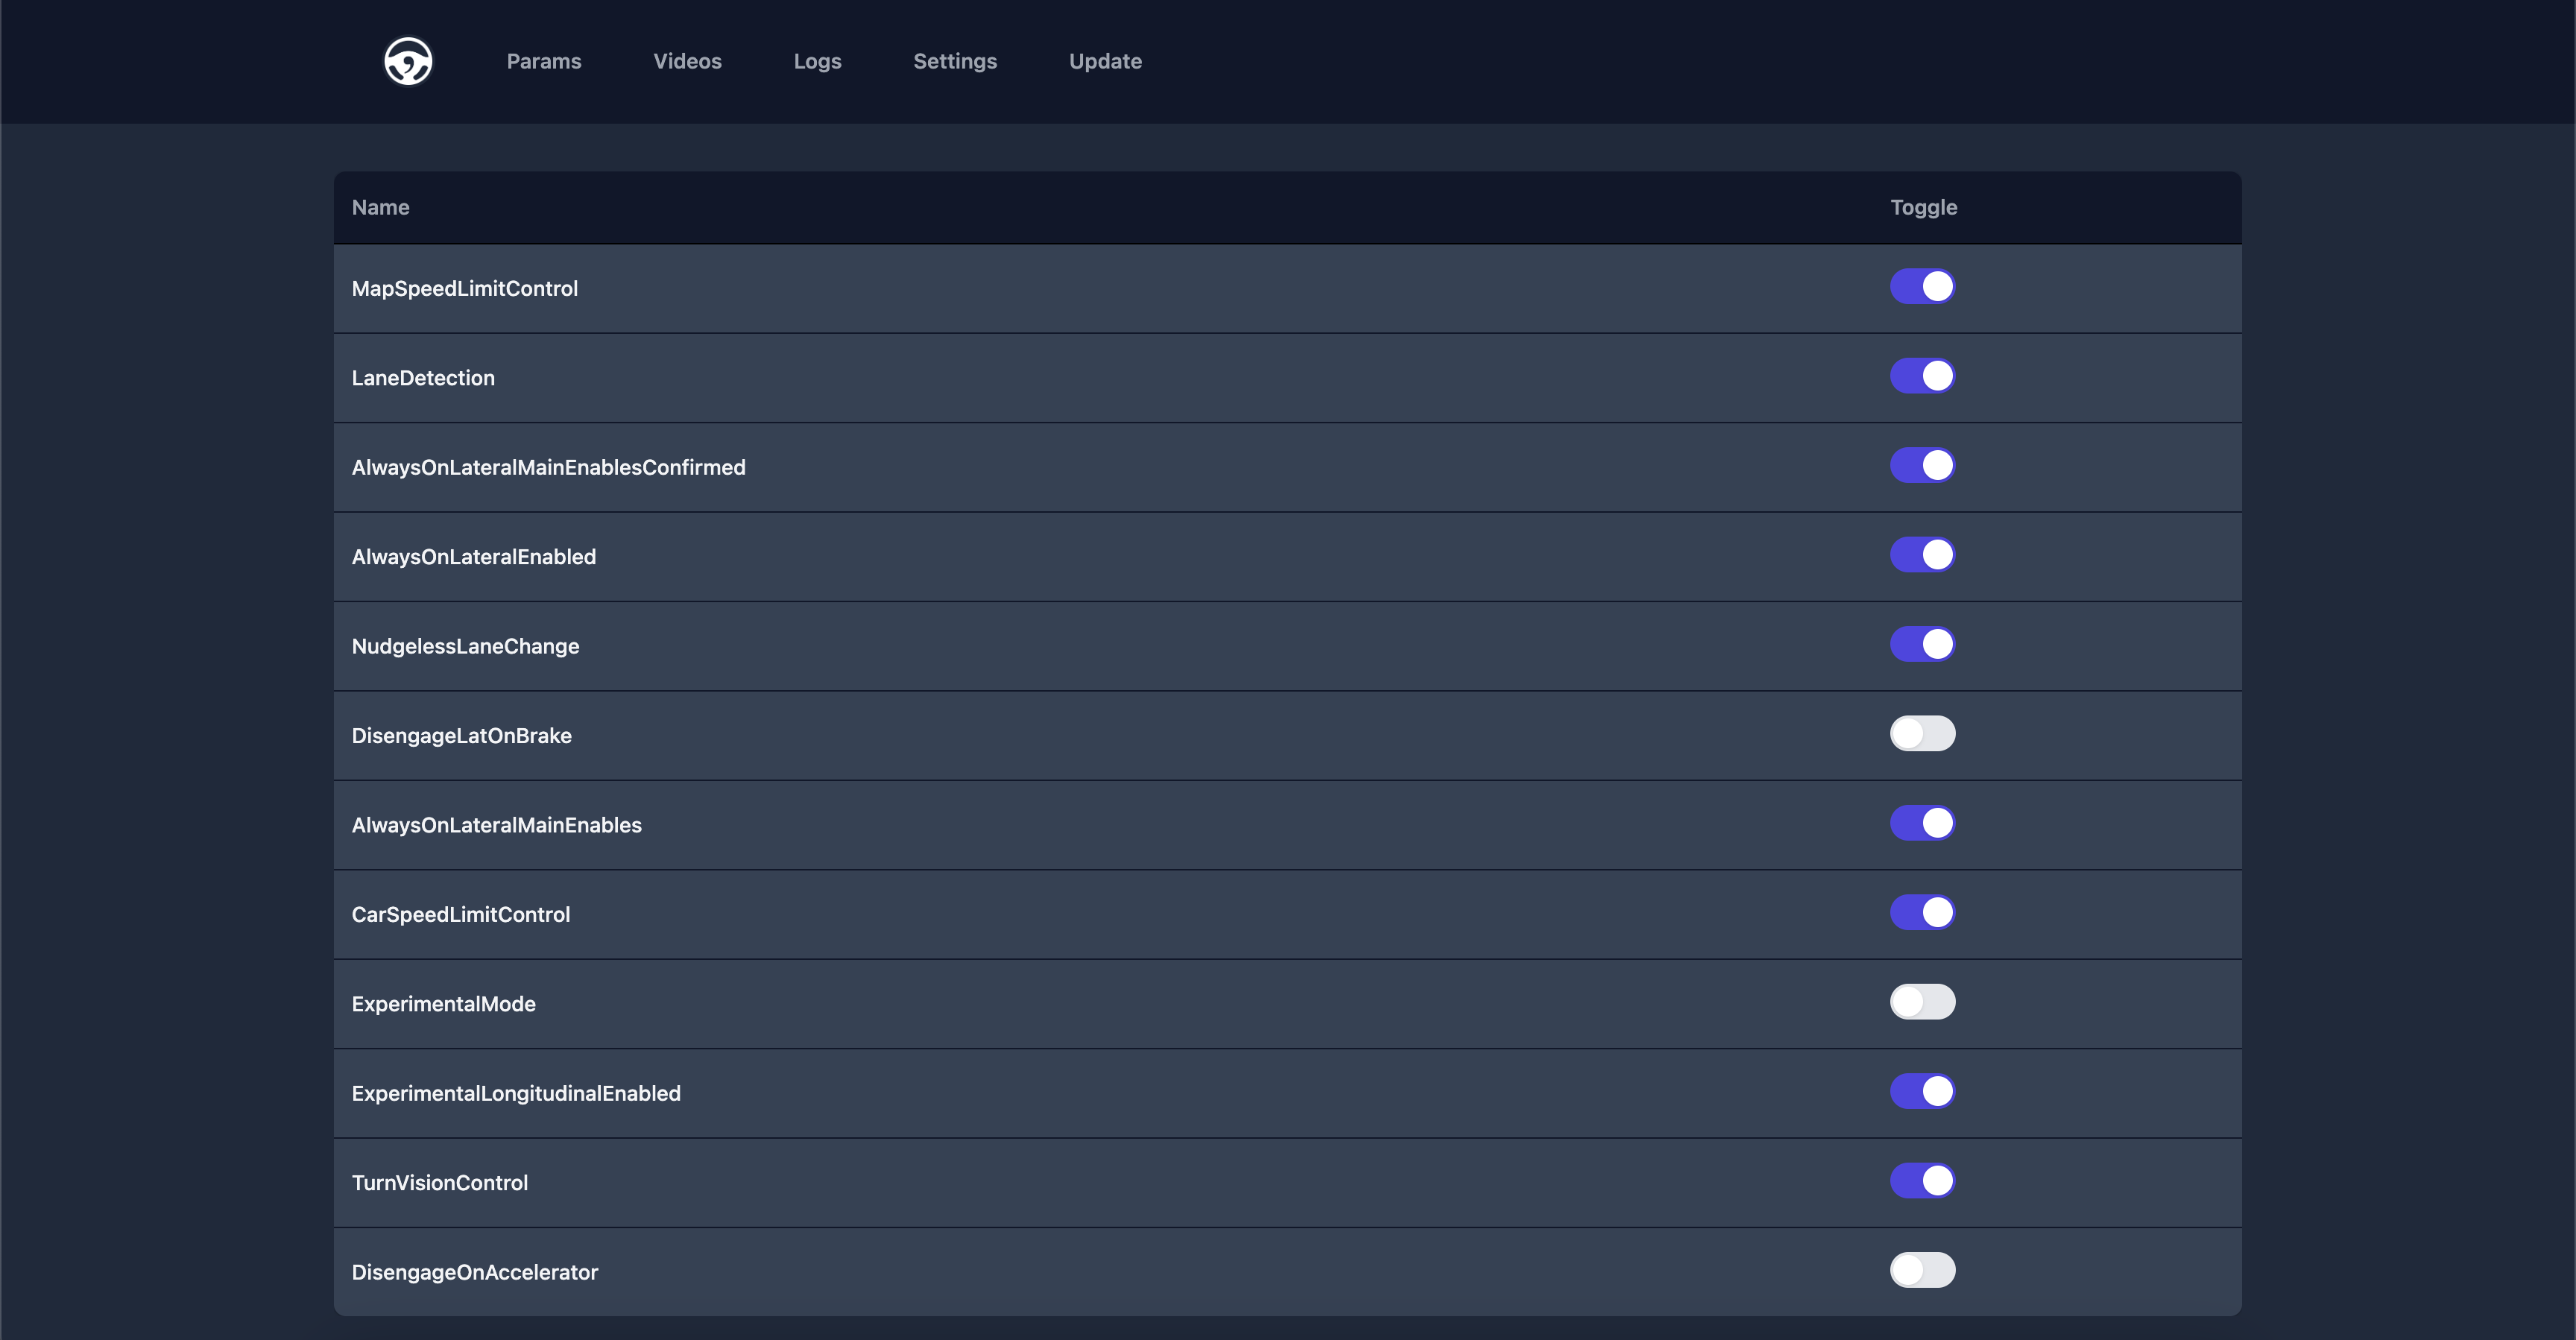 Params Videos Logs Settings Update
Name Toggle
MapSpeedLimitControl
LaneDetection
AlwaysOnLateralMainEnablesConfirmed
AlwaysOnLateralEnabled
NudgelessLaneChange
DisengageLatOnBrake
AlwaysOnLateralMainEnables
CarSpeedLimitControl
ExperimentalMode
ExperimentalLongitudinalEnabled
TurnVisionControl
DisengageOnAccelerator